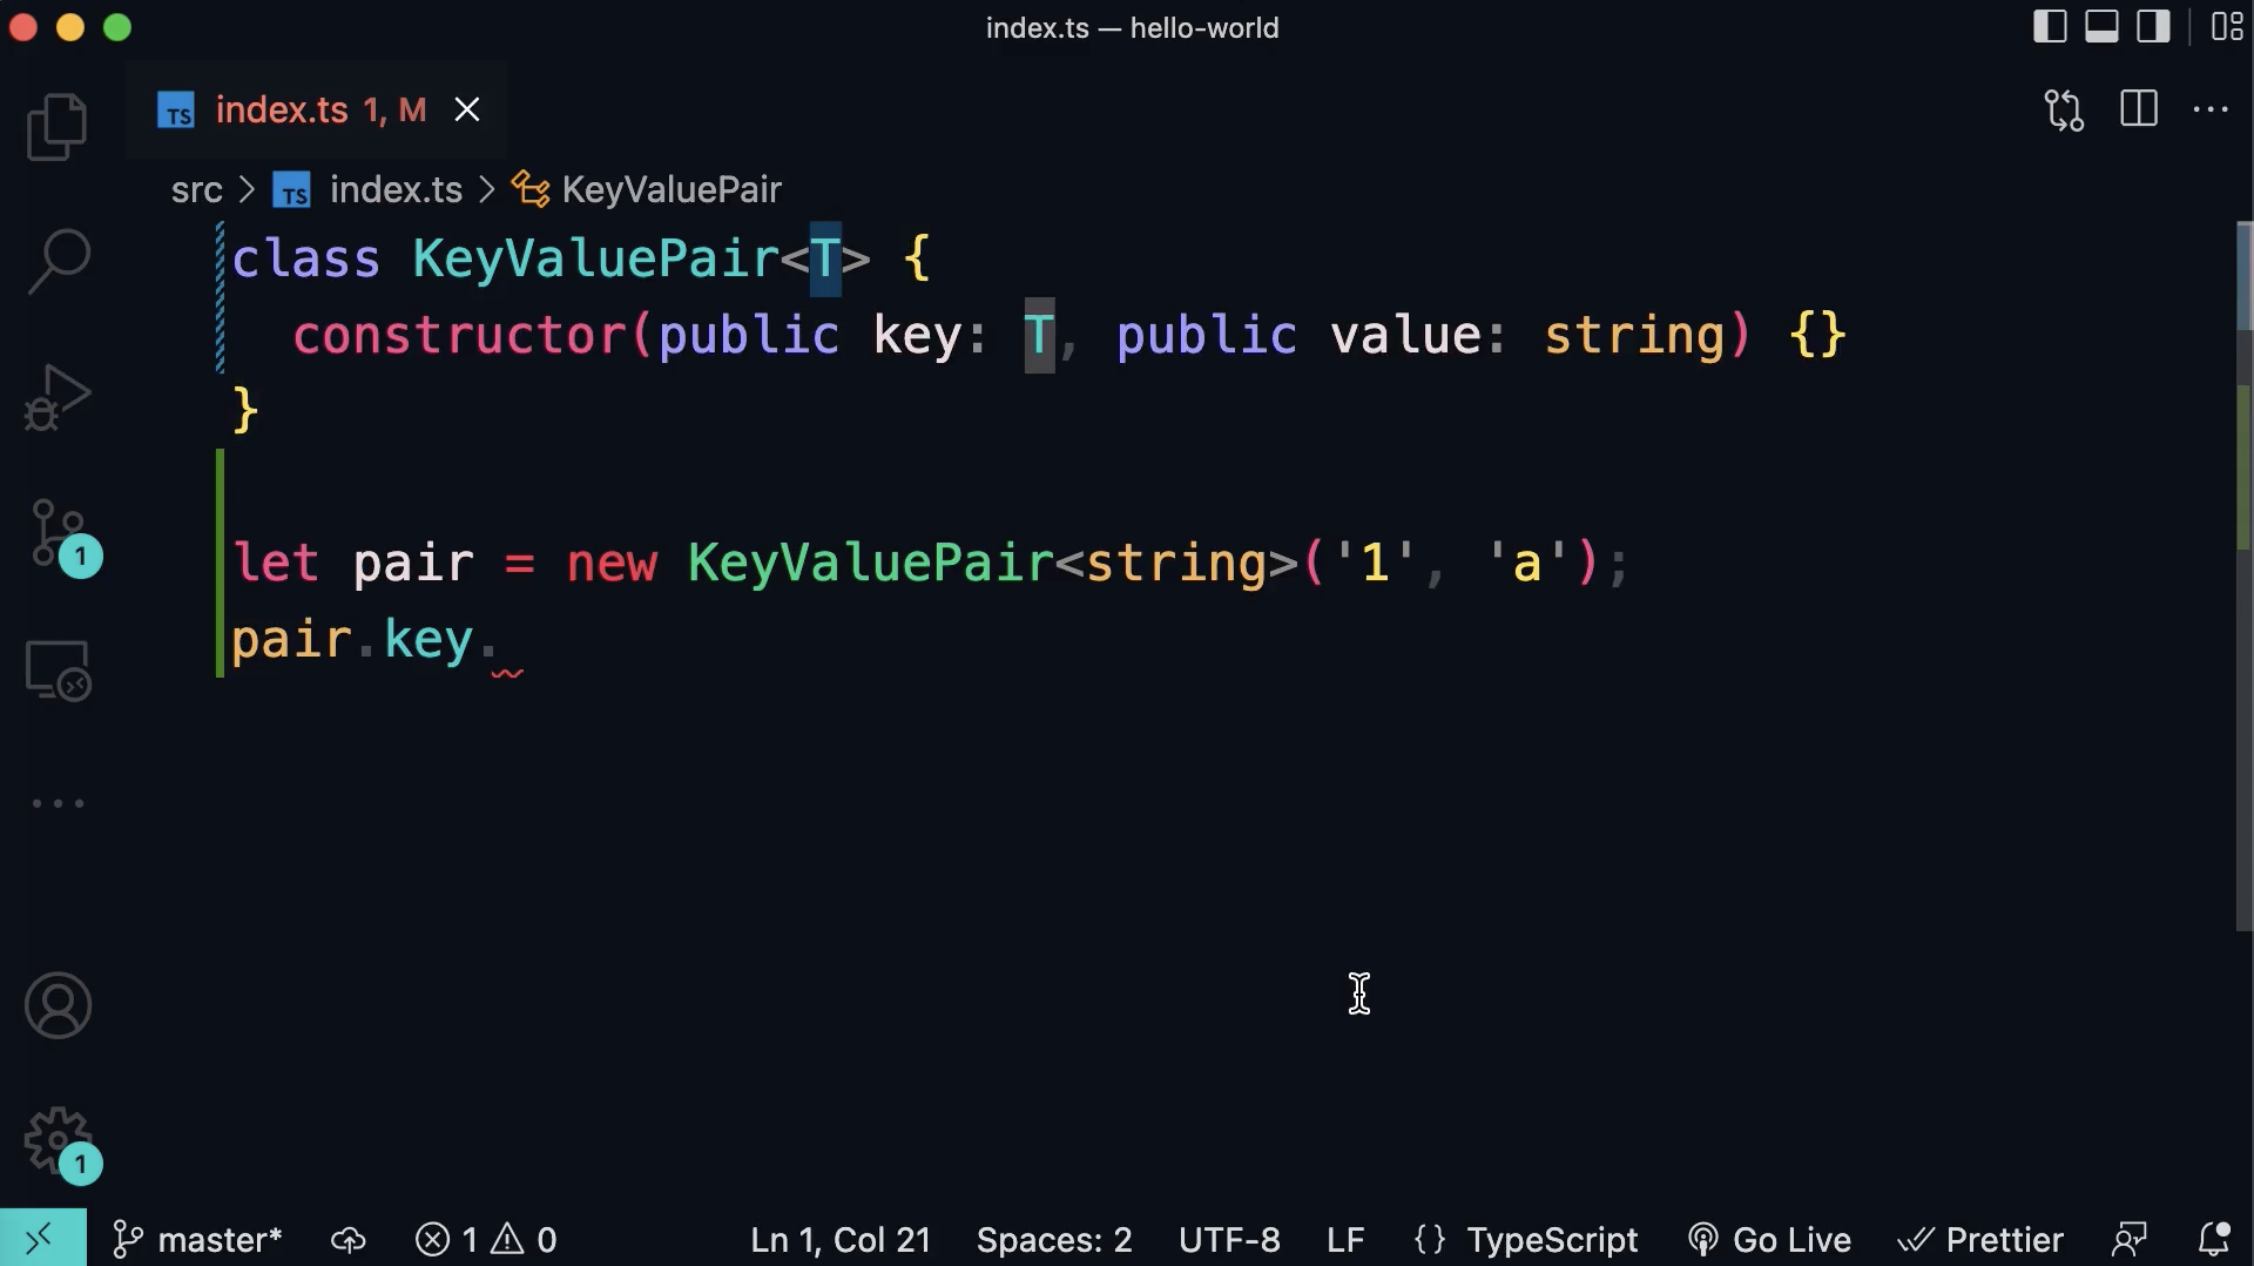 index.ts — hello-world
TS index.ts 1, M
src > TS index.ts > KeyValuePair
class KeyValuePair<T> {
  constructor(public key: T, public value: string) {}
}
let pair = new KeyValuePair<string>('1', 'a');
pair.key.
1
1
master* 1 0 Ln 1, Col 21 Spaces: 2 UTF-8 LF {} TypeScript Go Live Prettier